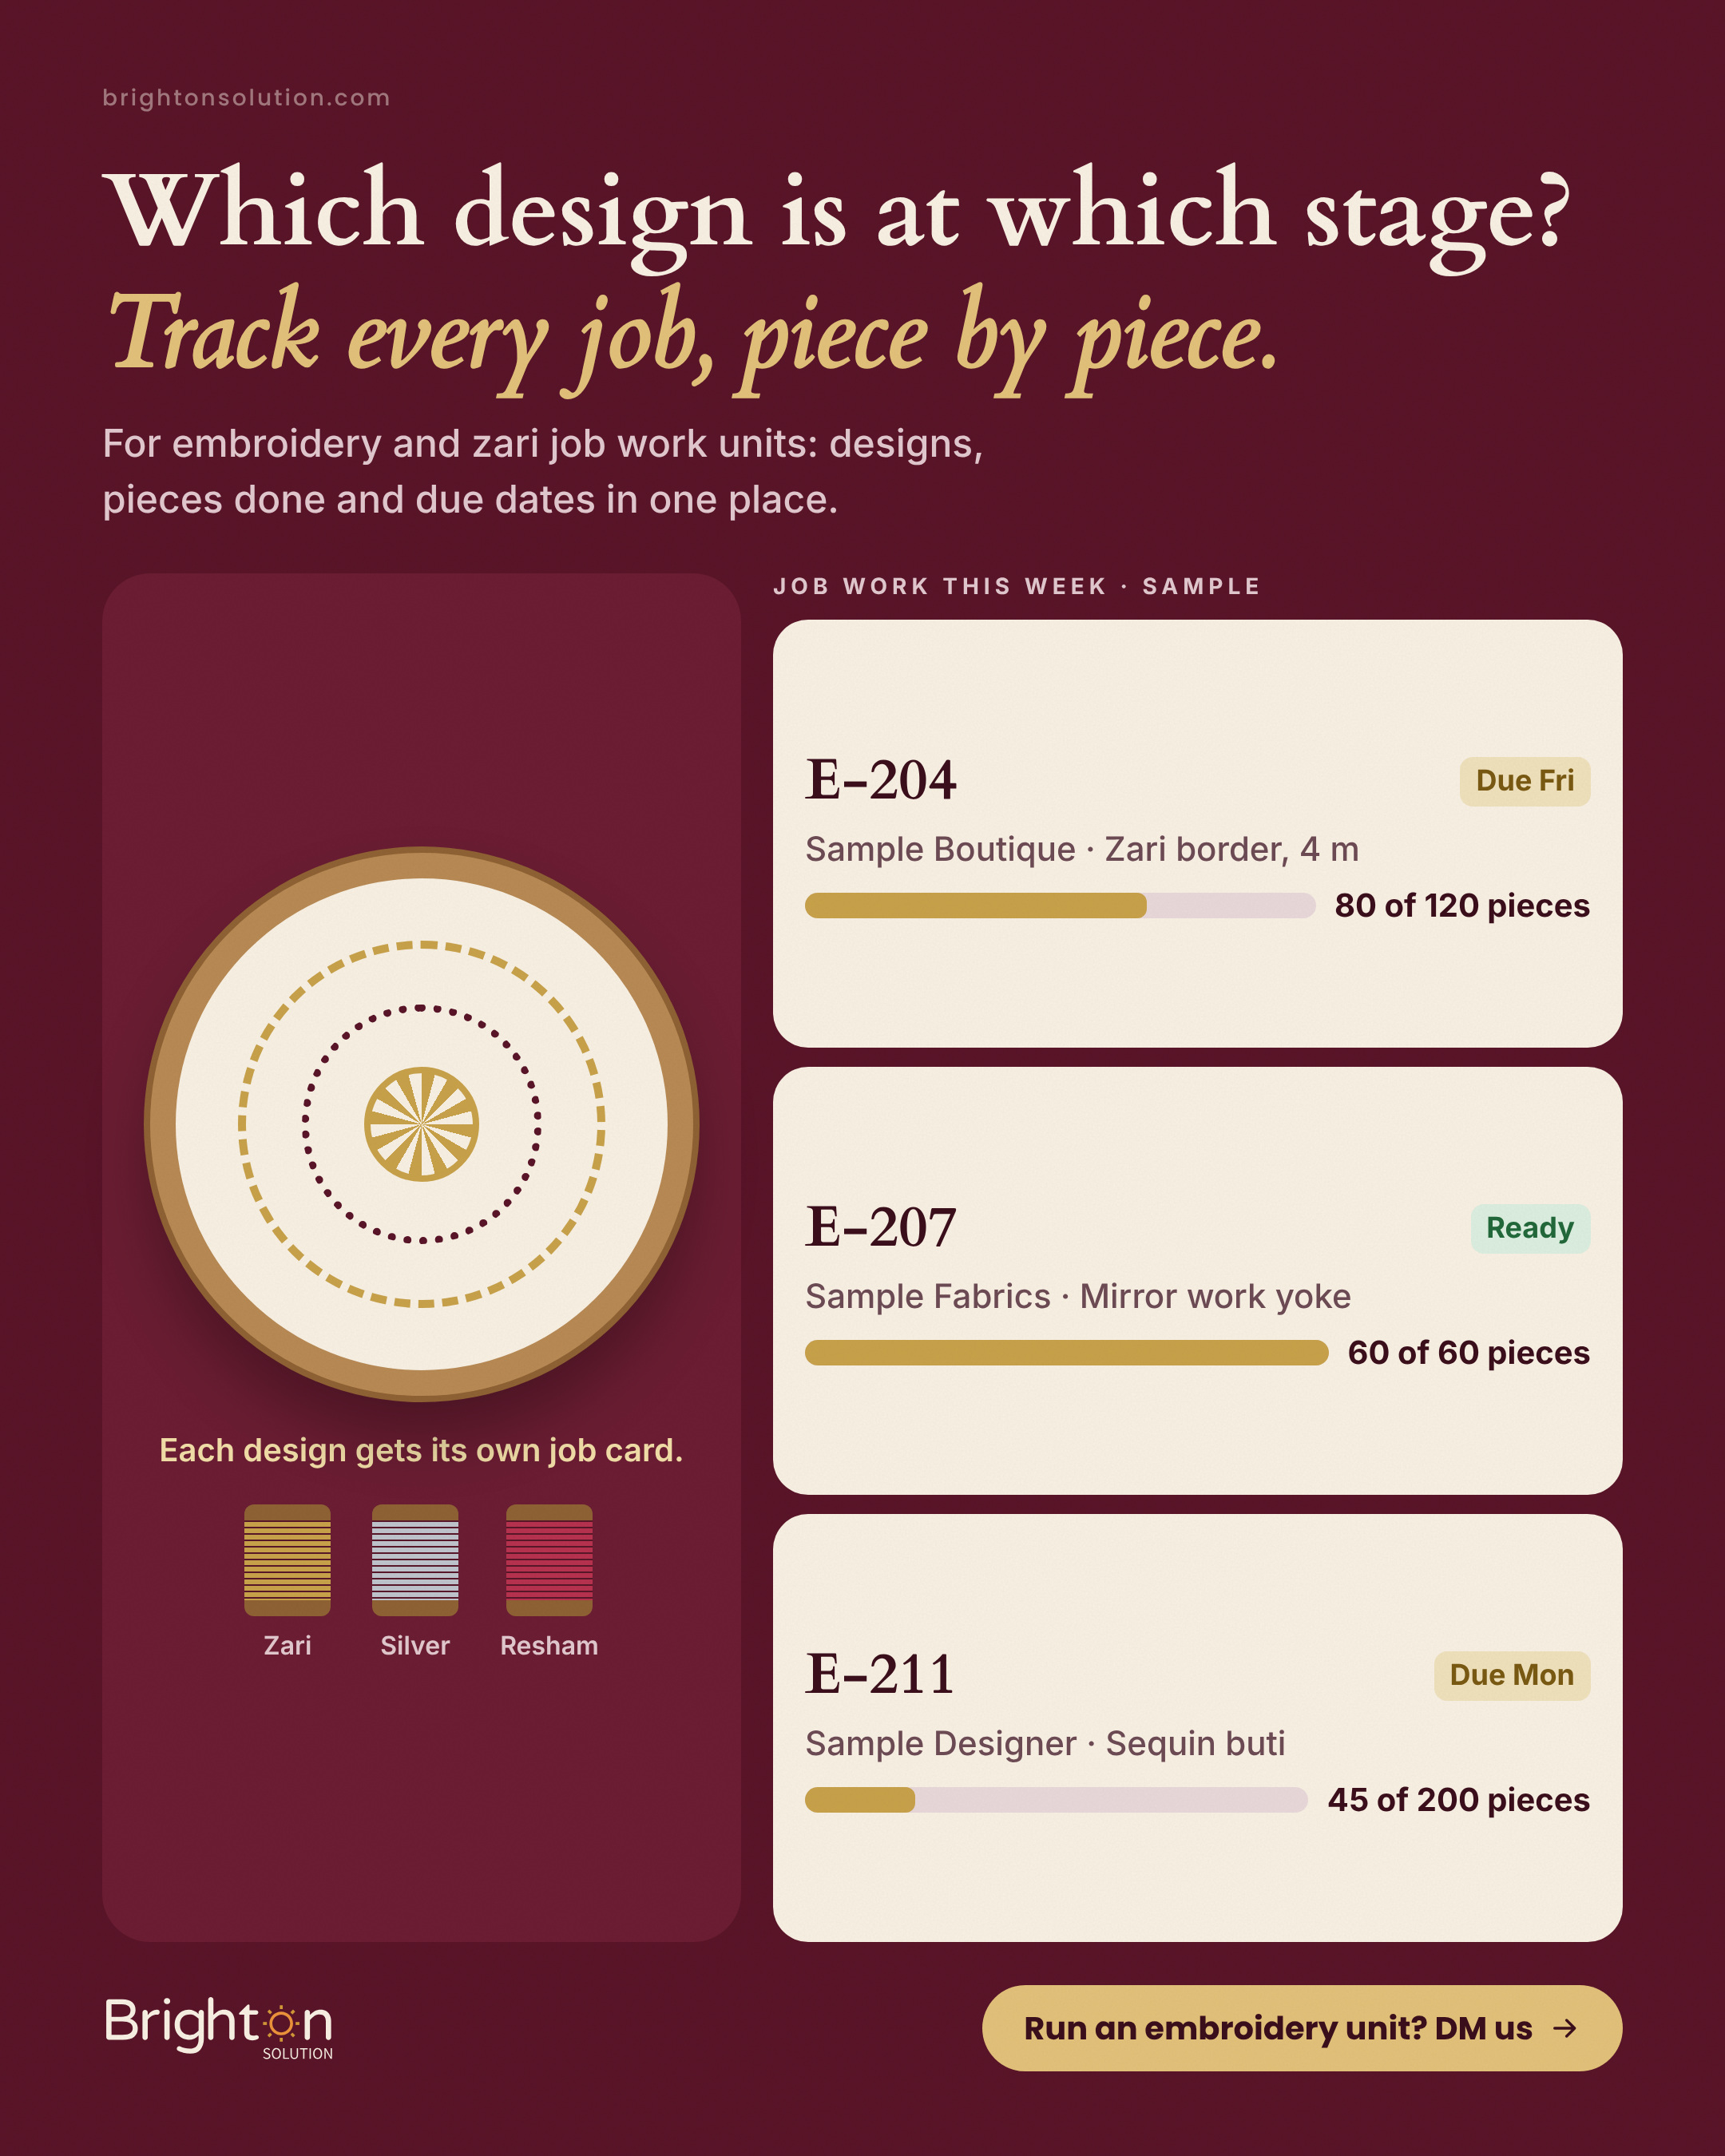 brightonsolution.com
Which design is at which stage?
Track every job, piece by piece.
For embroidery and zari job work units: designs,
pieces done and due dates in one place.
Each design gets its own job card.
Zari
Silver
Resham
JOB WORK THIS WEEK · SAMPLE
E-204
Due Fri
Sample Boutique · Zari border, 4 m
80 of 120 pieces
E-207
Ready
Sample Fabrics · Mirror work yoke
60 of 60 pieces
E-211
Due Mon
Sample Designer · Sequin buti
45 of 200 pieces
Brighton
SOLUTION
Run an embroidery unit? DM us →